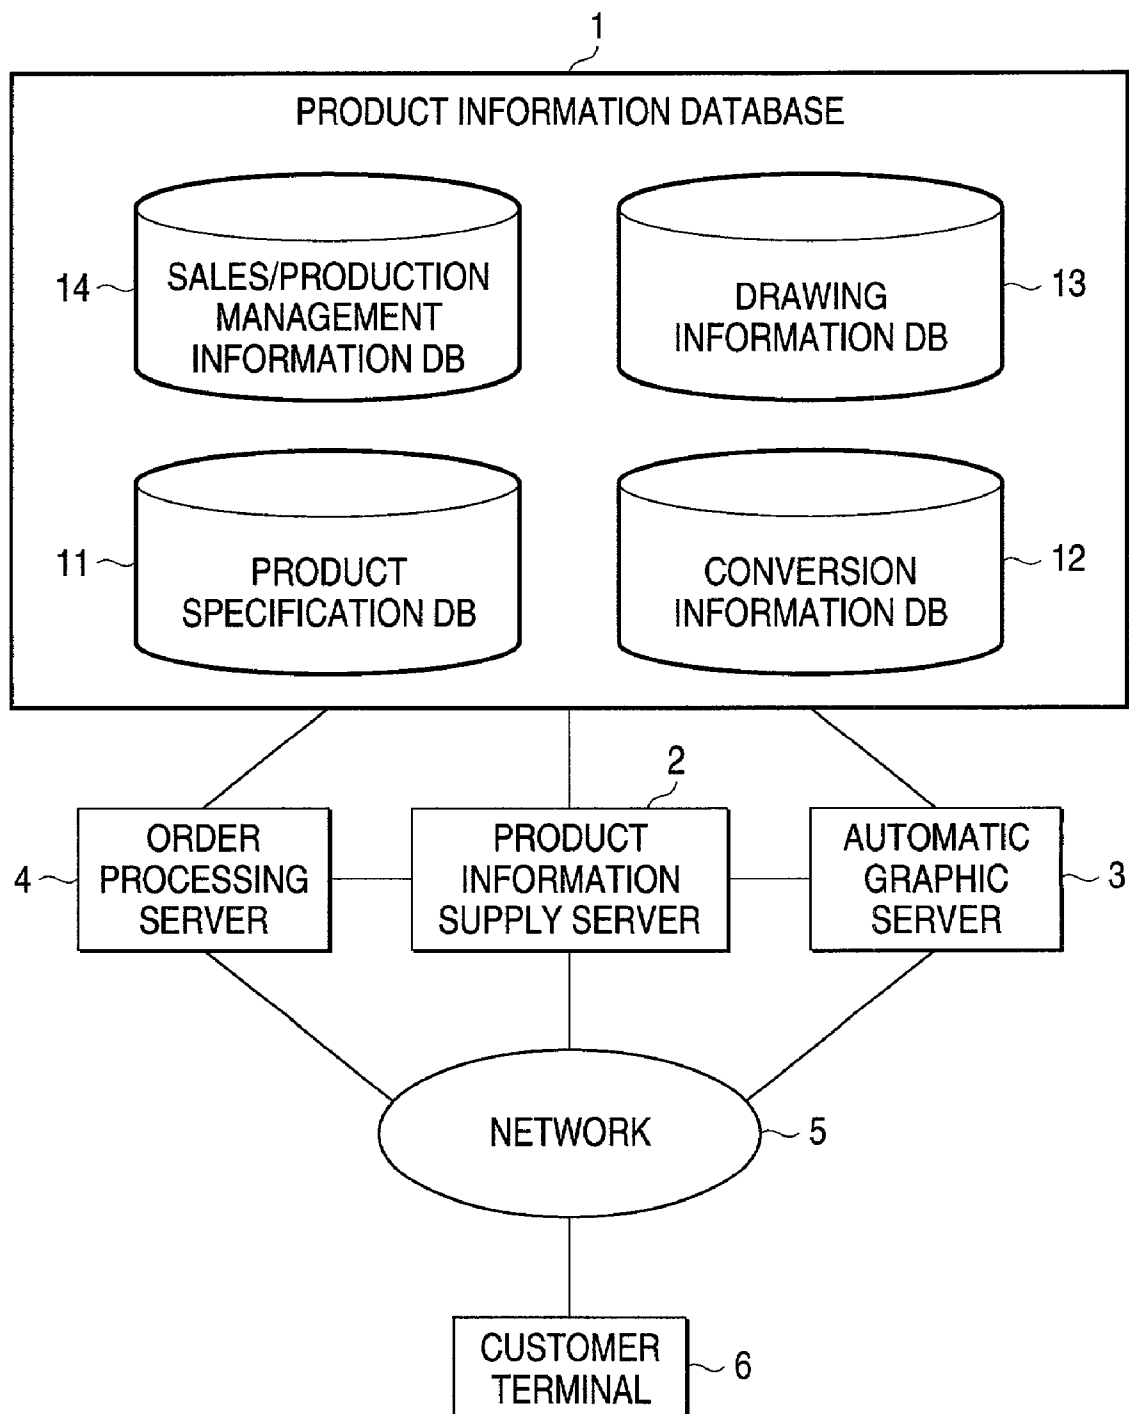 1
PRODUCT INFORMATION DATABASE
14
SALES/PRODUCTION
MANAGEMENT
INFORMATION DB
DRAWING
INFORMATION DB
13
11
PRODUCT
SPECIFICATION DB
CONVERSION
INFORMATION DB
12
2
4
ORDER
PROCESSING
SERVER
PRODUCT
INFORMATION
SUPPLY SERVER
AUTOMATIC
GRAPHIC
SERVER
3
NETWORK
5
CUSTOMER
TERMINAL
6